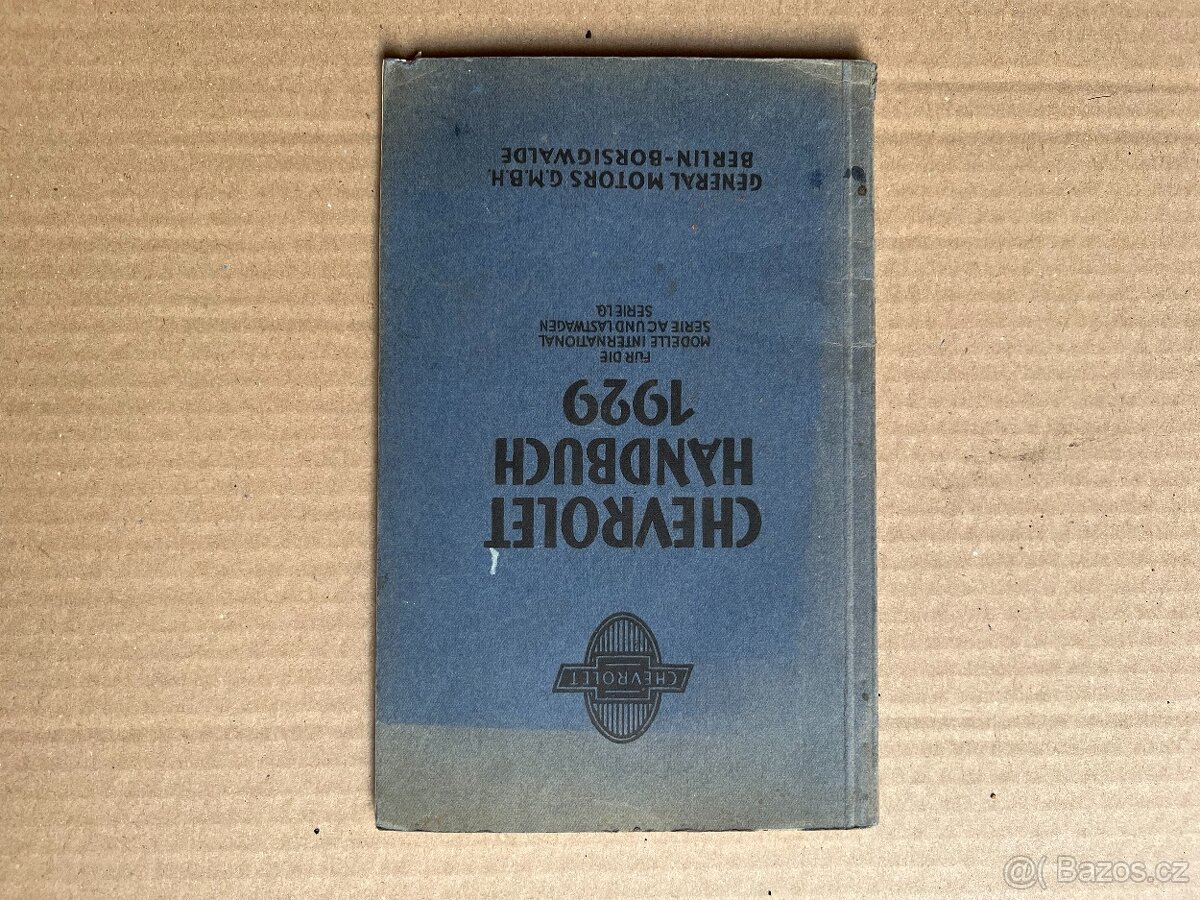 CHEVROLET
CHEVROLET
HANDBUCH
1929
FÜR DIE
MODELLE INTERNATIONAL
SERIE AC UND LASTWAGEN
SERIE LQ.
GENERAL MOTORS G.M.B.H.
BERLIN-BORSIGWALDE
@( Bazos.cz